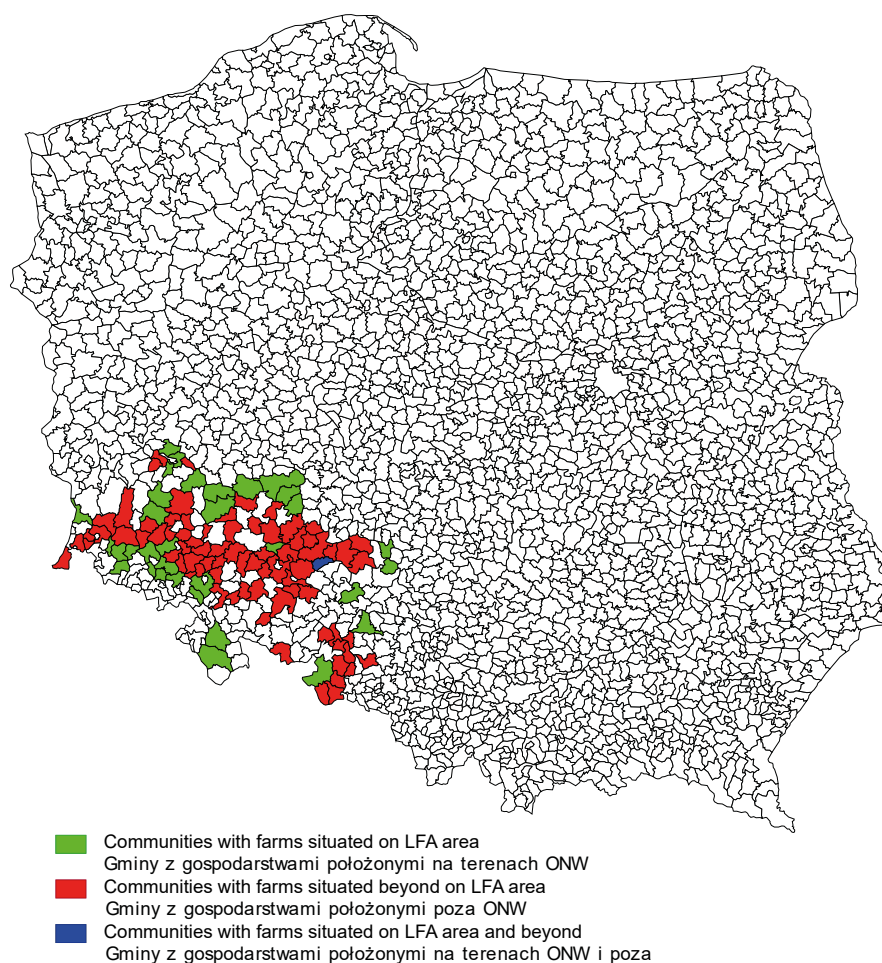 Communities with farms situated on LFA area
Gminy z gospodarstwami położonymi na terenach ONW
Communities with farms situated beyond on LFA area
Gminy z gospodarstwami położonymi poza ONW
Communities with farms situated on LFA area and beyond
Gminy z gospodarstwami położonymi na terenach ONW i poza